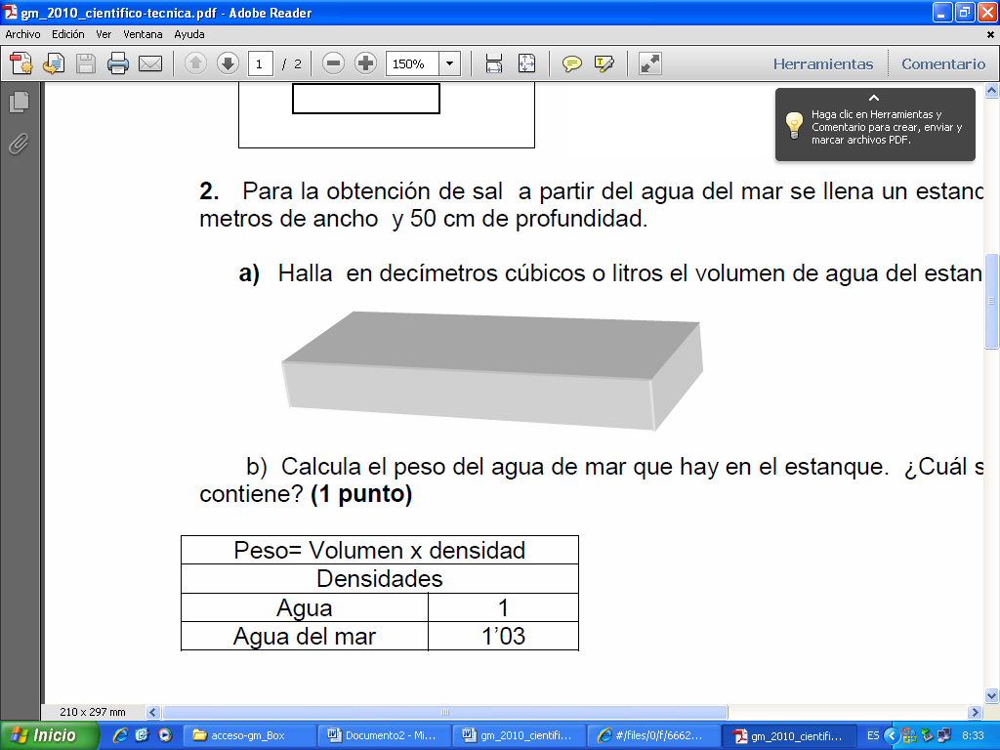 gm_2010_cientifico-tecnica.pdf - Adobe Reader
Archivo Edición Ver Ventana Ayuda
1 / 2 150% Herramientas Comentario
Haga clic en Herramientas y
Comentario para crear, enviar y
marcar archivos PDF.
2. Para la obtención de sal a partir del agua del mar se llena un estanq
metros de ancho y 50 cm de profundidad.
a) Halla en decímetros cúbicos o litros el volumen de agua del estan
b) Calcula el peso del agua de mar que hay en el estanque. ¿Cuál s
contiene? (1 punto)
Peso= Volumen x densidad
Densidades
Agua 1
Agua del mar 1’03
210 x 297 mm
Inicio acceso-gm_Box Documento2 - Mi... gm_2010_cientifi... #/files/0/f/6662... gm_2010_cientifi... ES 8:33